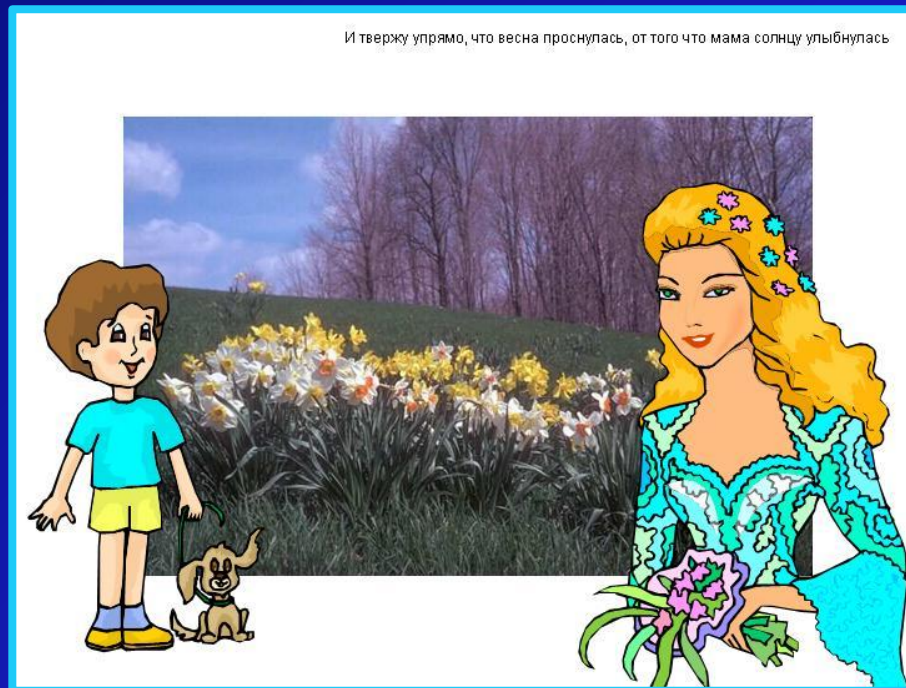 И твержу упрямо, что весна проснулась, от того что мама солнцу улыбнулась